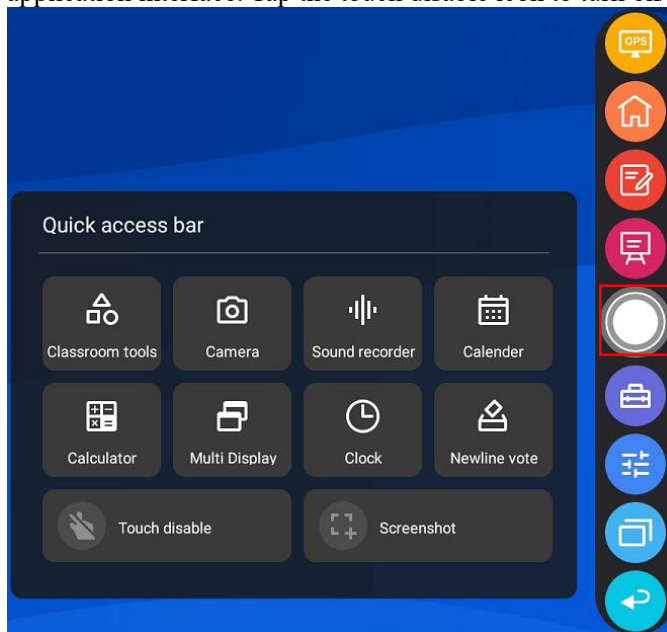 OPS
Quick access bar
Classroom tools
Camera
Sound recorder
Calender
Calculator
Multi Display
Clock
Newline vote
Touch disable
Screenshot